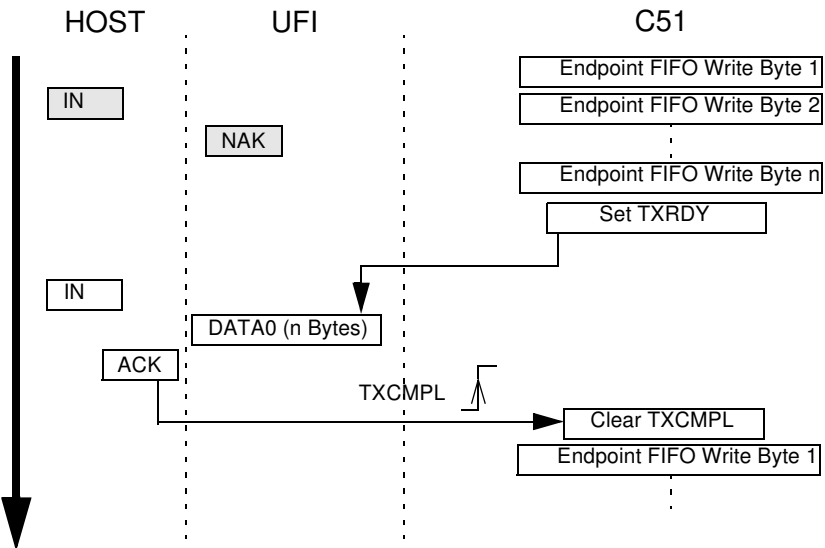 HOST UFI C51
Endpoint FIFO Write Byte 1
IN Endpoint FIFO Write Byte 2
NAK
Endpoint FIFO Write Byte n
Set TXRDY
IN
DATA0 (n Bytes)
ACK
TXCMPL
Clear TXCMPL
Endpoint FIFO Write Byte 1